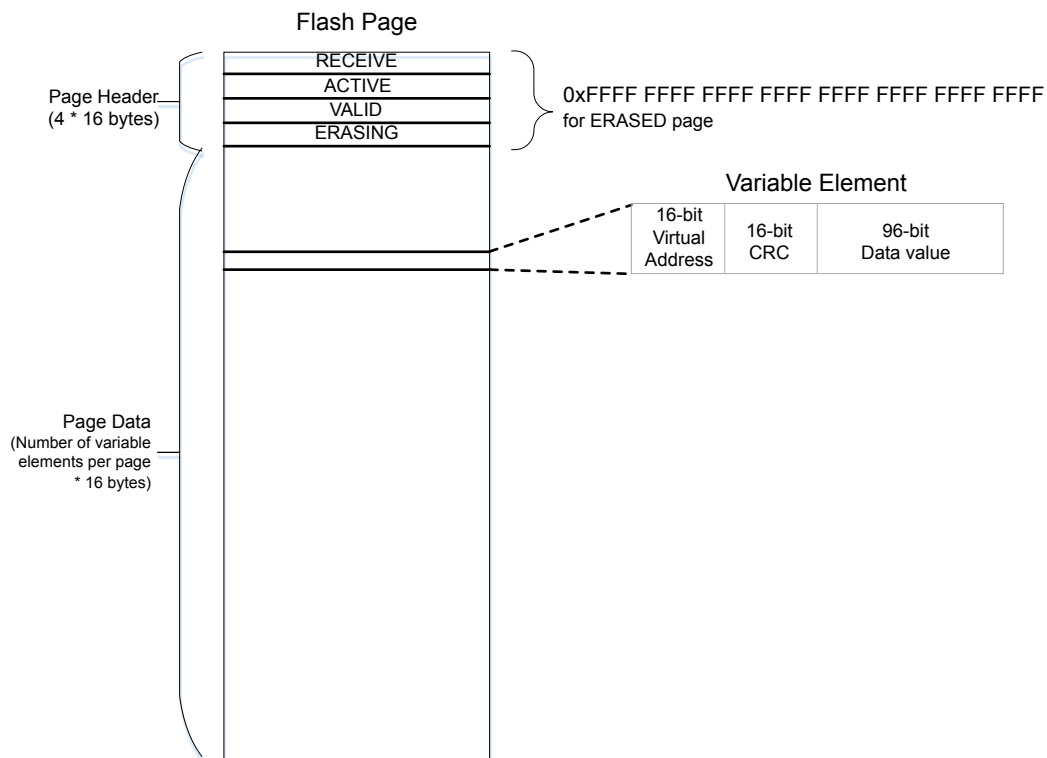 Flash Page
RECEIVE
ACTIVE
VALID
ERASING
Page Header
(4 * 16 bytes)
0xFFFF FFFF FFFF FFFF FFFF FFFF FFFF FFFF
for ERASED page
Variable Element
16-bit
Virtual
Address
16-bit
CRC
96-bit
Data value
Page Data
(Number of variable
elements per page
* 16 bytes)